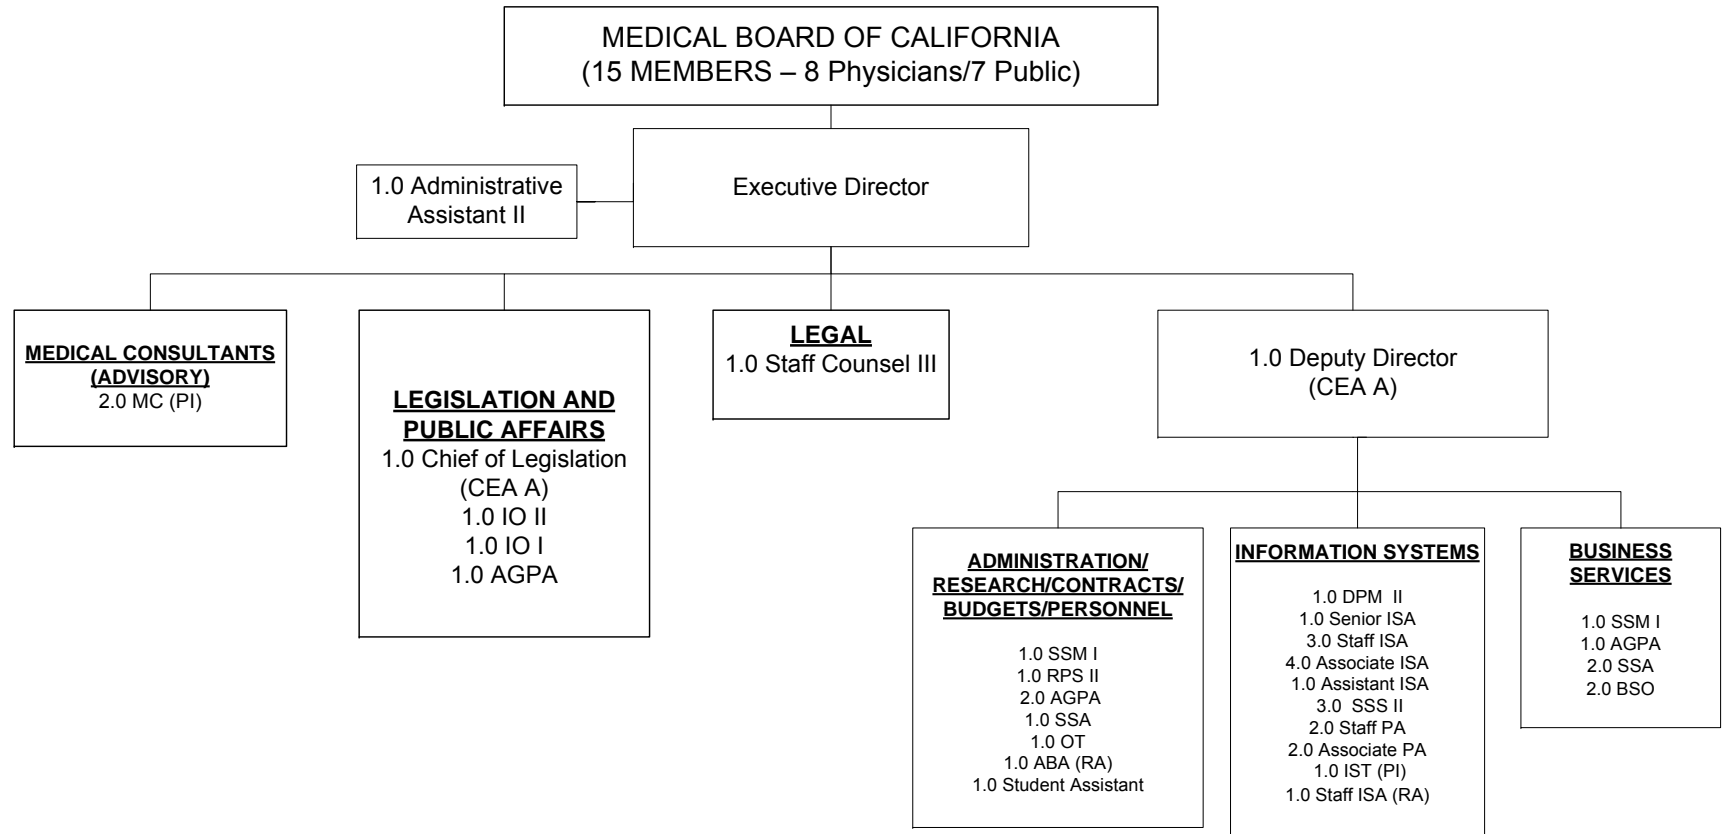 MEDICAL BOARD OF CALIFORNIA
(15 MEMBERS – 8 Physicians/7 Public)
1.0 Administrative
Assistant II
Executive Director
MEDICAL CONSULTANTS
(ADVISORY)
2.0 MC (PI)
LEGISLATION AND
PUBLIC AFFAIRS
1.0 Chief of Legislation
(CEA A)
1.0 IO II
1.0 IO I
1.0 AGPA
LEGAL
1.0 Staff Counsel III
1.0 Deputy Director
(CEA A)
ADMINISTRATION/
RESEARCH/CONTRACTS/
BUDGETS/PERSONNEL
1.0 SSM I
1.0 RPS II
2.0 AGPA
1.0 SSA
1.0 OT
1.0 ABA (RA)
1.0 Student Assistant
INFORMATION SYSTEMS
1.0 DPM II
1.0 Senior ISA
3.0 Staff ISA
4.0 Associate ISA
1.0 Assistant ISA
3.0 SSS II
2.0 Staff PA
2.0 Associate PA
1.0 IST (PI)
1.0 Staff ISA (RA)
BUSINESS
SERVICES
1.0 SSM I
1.0 AGPA
2.0 SSA
2.0 BSO